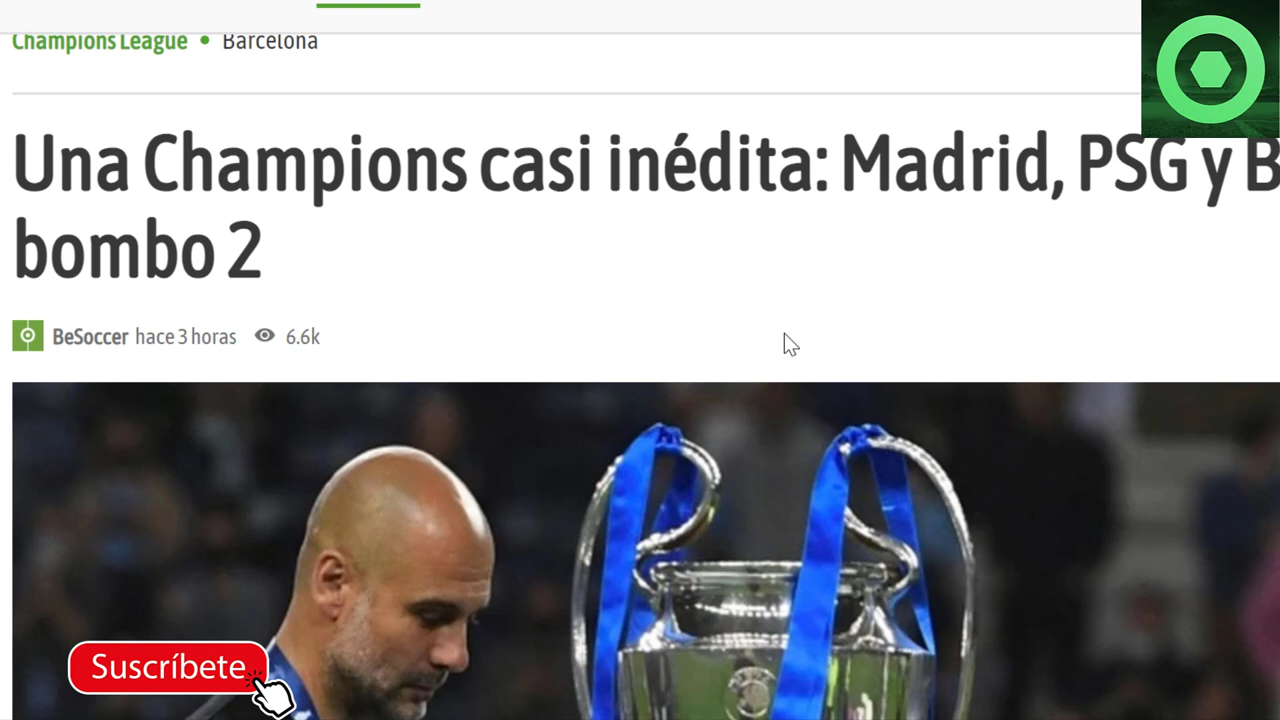 Champions League • Barcelona
Una Champions casi inédita: Madrid, PSG y
bombo 2
BeSoccer hace 3 horas 6.6k
Suscríbete